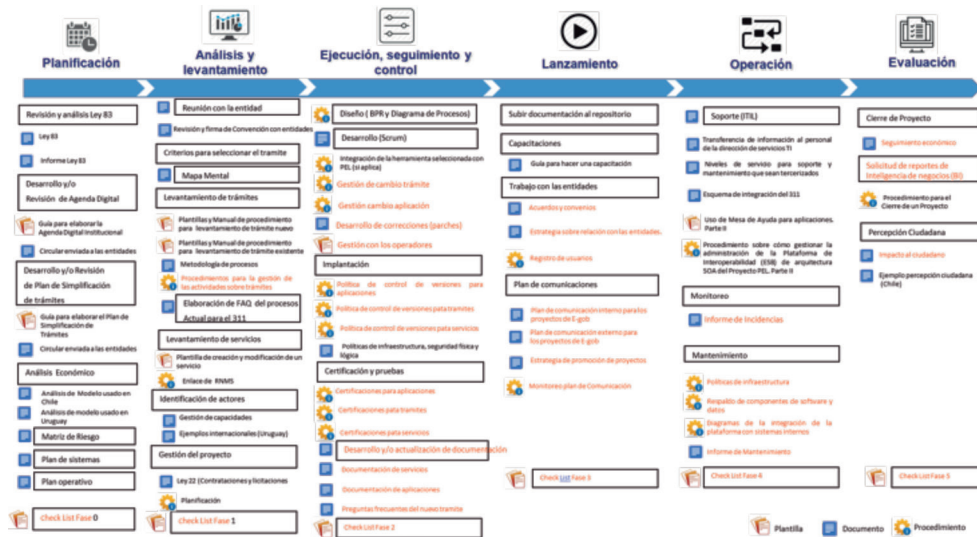 Planificación
Análisis y
levantamiento
Ejecución, seguimiento y
control
Lanzamiento
Operación
Evaluación
Revisión y análisis Ley 83
Ley 83
Informe Ley 83
Desarrollo y/o
Revisión de Agenda Digital
Guía para elaborar la
Agenda Digital Institucional
Circular enviada a las entidades
Desarrollo y/o Revisión
de Plan de Simplificación
de trámites
Guía para elaborar el Plan de
Simplificación de
Trámites
Circular enviada a las entidades
Análisis Económico
Análisis de Modelo usado en
Chile
Análisis de modelo usado en
Uruguay
Matriz de Riesgo
Plan de sistemas
Plan operativo
Check List Fase 0
Reunión con la entidad
Revisión y firma de Convención con entidades
Criterios para seleccionar el tramite
Mapa Mental
Levantamiento de trámites
Plantillas y Manual de procedimiento
para levantamiento de trámite nuevo
Plantillas y Manual de procedimiento
para levantamiento de trámite existente
Metodología de procesos
Procedimientos para la gestión de
las actividades sobre trámites
Elaboración de FAQ del procesos
Actual para el 311
Levantamiento de servicios
Plantilla de creación y modificación de un
servicio
Enlace de RNMS
Identificación de actores
Gestión de capacidades
Ejemplos internacionales (Uruguay)
Gestión del proyecto
Ley 22 (Contrataciones y licitaciones
Planificación
Check List Fase 1
Diseño ( BPR y Diagrama de Procesos)
Desarrollo (Scrum)
Integración de la herramienta seleccionada con
PEL (si aplica)
Gestión de cambio trámite
Gestión cambio aplicación
Desarrollo de correcciones (parches)
Gestión con los operadores
Implantación
Política de control de versiones para
aplicaciones
Política de control de versiones pata tramites
Política de control de versiones pata servicios
Políticas de infraestructura, seguridad física y
lógica
Certificación y pruebas
Certificaciones para aplicaciones
Certificaciones pata tramites
Certificaciones pata servicios
Desarrollo y/o actualización de documentación
Documentación de servicios
Documentación de aplicaciones
Preguntas frecuentes del nuevo tramite
Check List Fase 2
Subir documentación al repositorio
Capacitaciones
Guía para hacer una capacitación
Trabajo con las entidades
Acuerdos y convenios
Estrategia sobre relación con las entidades.
Registro de usuarios
Plan de comunicaciones
Plan de comunicación interno para los
proyectos de E-gob
Plan de comunicación externo para
los proyectos de E-gob
Estrategia de promoción de proyectos
Monitoreo plan de Comunicación
Check List Fase 3
Soporte (ITIL)
Transferencia de información al personal
de la dirección de servicios TI
Niveles de servicio para soporte y
mantenimiento que sean tercerizados
Esquema de integración del 311
Uso de Mesa de Ayuda para aplicaciones.
Parte II
Procedimiento sobre cómo gestionar la
administración de la Plataforma de
Interoperabilidad (ESB) de arquitectura
SOA del Proyecto PEL. Parte II
Monitoreo
Informe de Incidencias
Mantenimiento
Políticas de infraestructura
Respaldo de componentes de software y
datos
Diagramas de la integración de la
plataforma con sistemas internos
Informe de Mantenimiento
Check List Fase 4
Cierre de Proyecto
Seguimiento económico
Solicitud de reportes de
Inteligencia de negocios (BI)
Procedimiento para el
Cierre de un Proyecto
Percepción Ciudadana
Impacto al ciudadano
Ejemplo percepción ciudadana
(Chile)
Check List Fase 5
Plantilla
Documento
Procedimiento